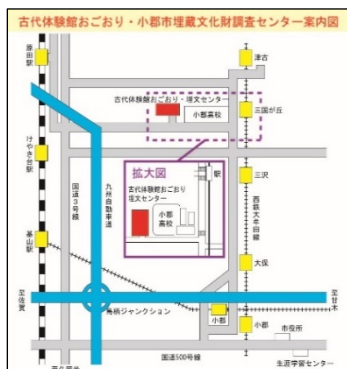 古代体験館おごおり・小郡市埋蔵文化財調査センター案内図
原田駅
津古
古代体験館おごおり・埋文センター
小郡高校
三国が丘
けやき台駅
国道3号線
九州自動車道
拡大図
古代体験館おごおり
埋文センター
小郡
高校
駅
三沢
西鉄大牟田線
基山駅
大保
至佐賀
至甘木
鳥栖ジャンクション
小郡
小郡
市役所
国道500号線
生涯学習センター